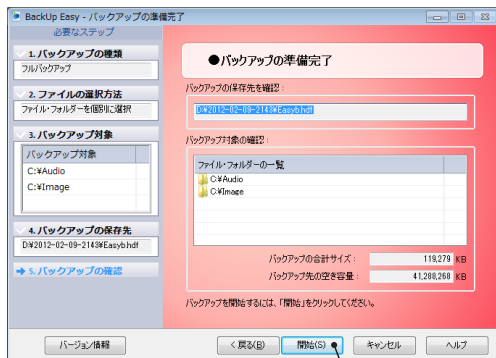 BackUp Easy - バックアップの準備完了
必要なステップ
1. バックアップの種類
フルバックアップ
2. ファイルの選択方法
ファイル・フォルダーを個別に選択
3. バックアップ対象
バックアップ対象
C:¥Audio
C:¥Image
4. バックアップの保存先
D:¥2012-02-09-2143¥Easyb.hdf
5. バックアップの確認
●バックアップの準備完了
バックアップの保存先を確認:
D:¥2012-02-09-2143¥Easyb.hdf
バックアップ対象の確認:
ファイル・フォルダーの一覧
C:¥Audio
C:¥Image
バックアップの合計サイズ: 119,279 KB
バックアップ先の空き容量: 41,288,268 KB
バックアップを開始するには、「開始」をクリックしてください。
バージョン情報 < 戻る(B) 開始(S) キャンセル ヘルプ